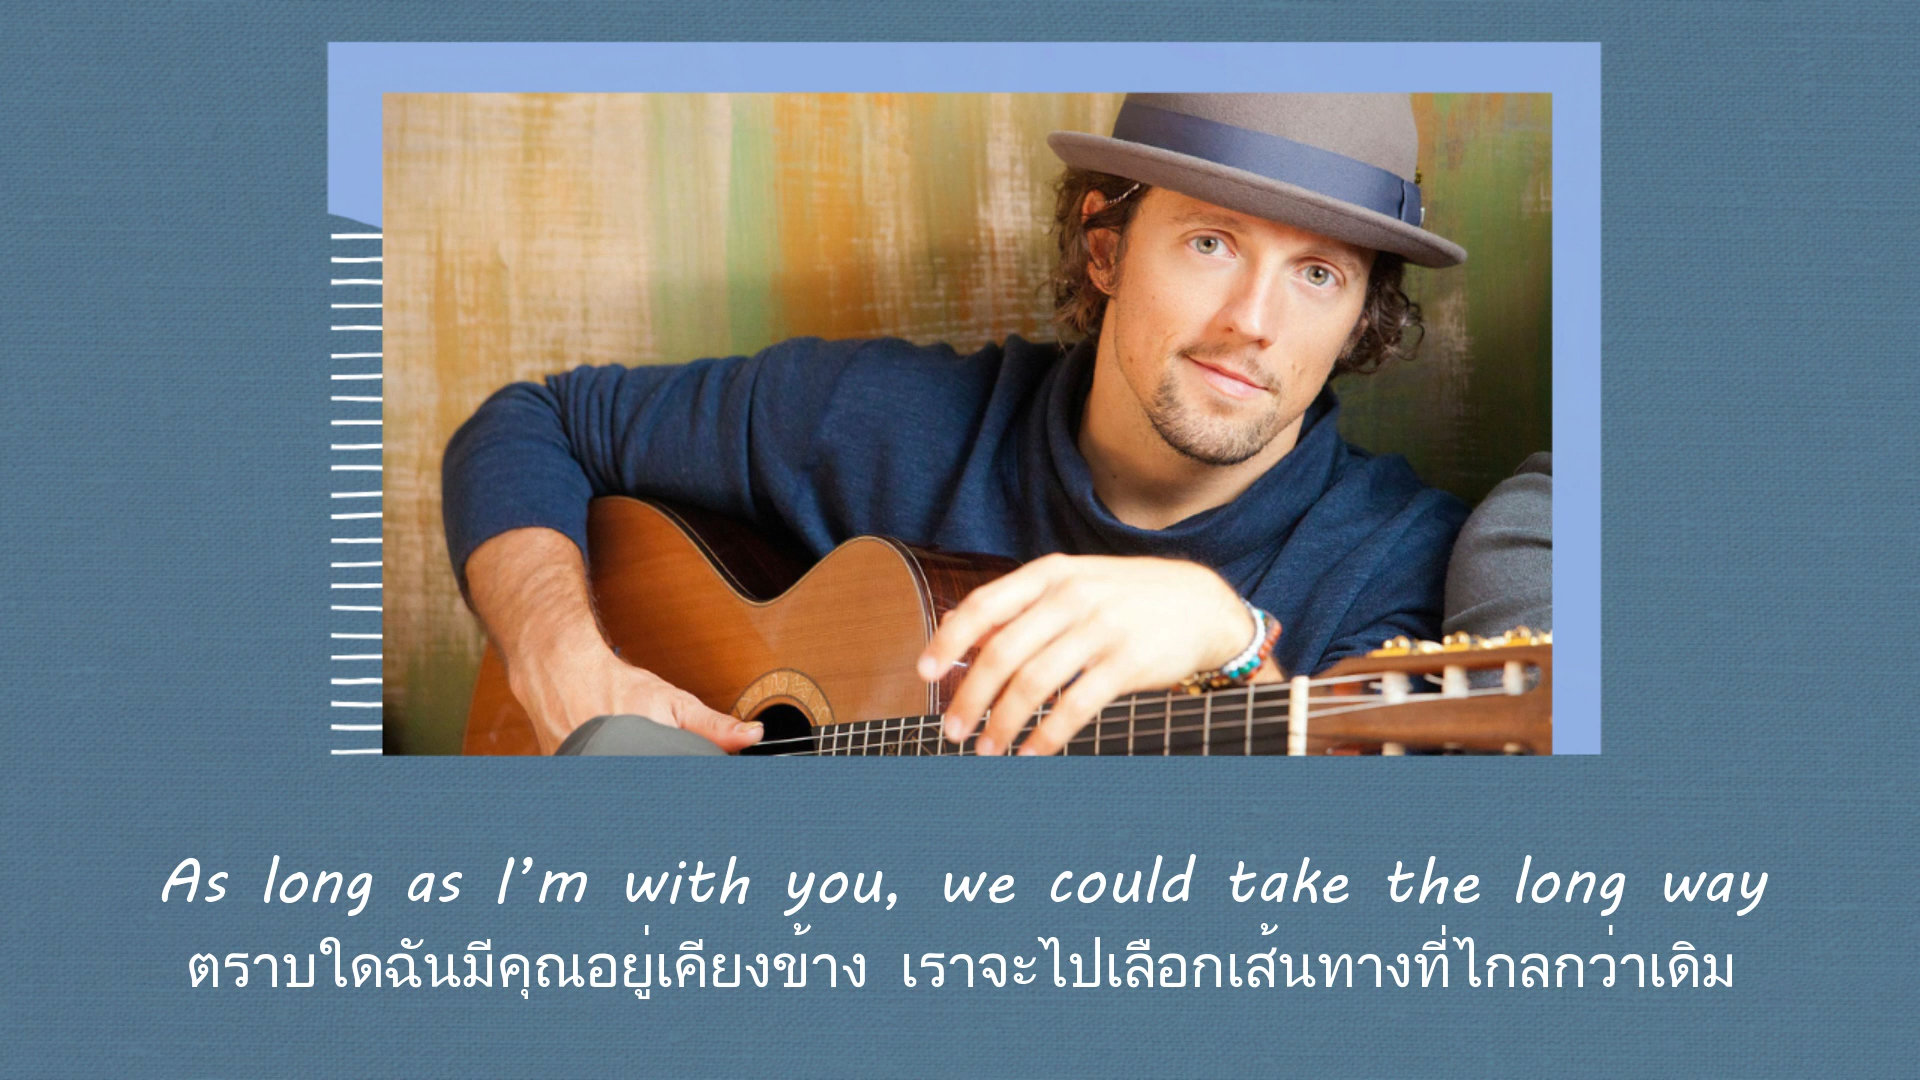 As long as I'm with you, we could take the long way
ตราบใดฉันมีคุณอยู่เคียงข้าง เราจะไปเลือกเส้นทางที่ไกลกว่าเดิม